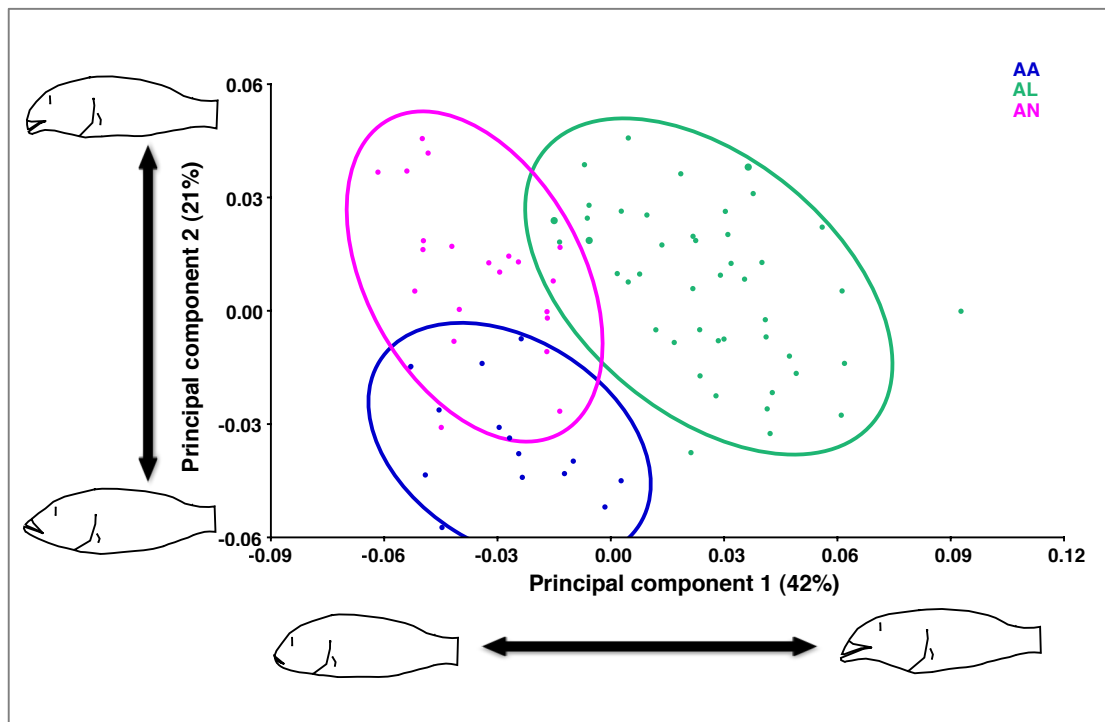 AA
AL
AN
0.06
0.03
0.00
-0.03
-0.06
Principal component 2 (21%)
-0.09
-0.06
-0.03
0.00
0.03
0.06
0.09
0.12
Principal component 1 (42%)